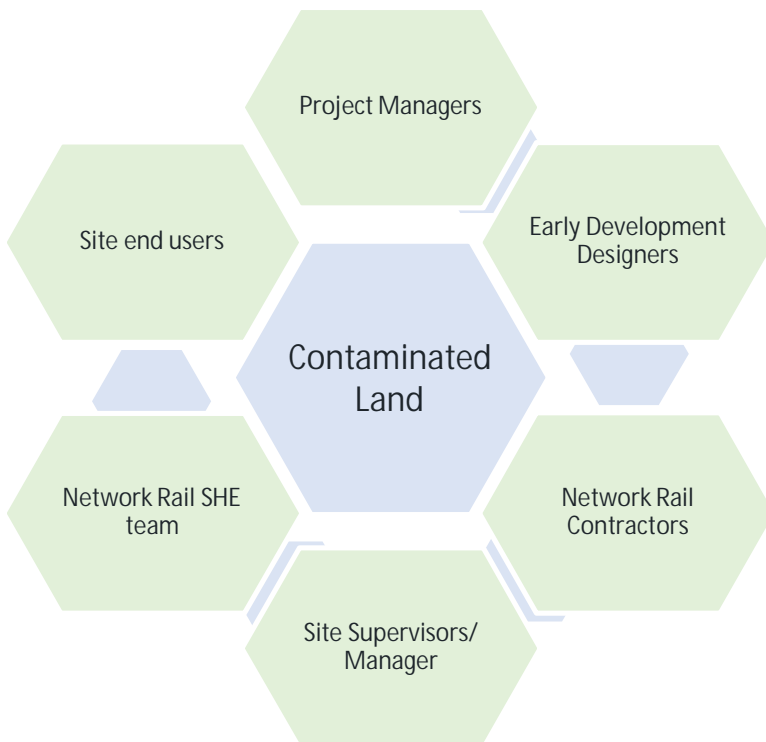 Project Managers
Site end users
Early Development
Designers
Contaminated
Land
Network Rail SHE
team
Network Rail
Contractors
Site Supervisors/
Manager